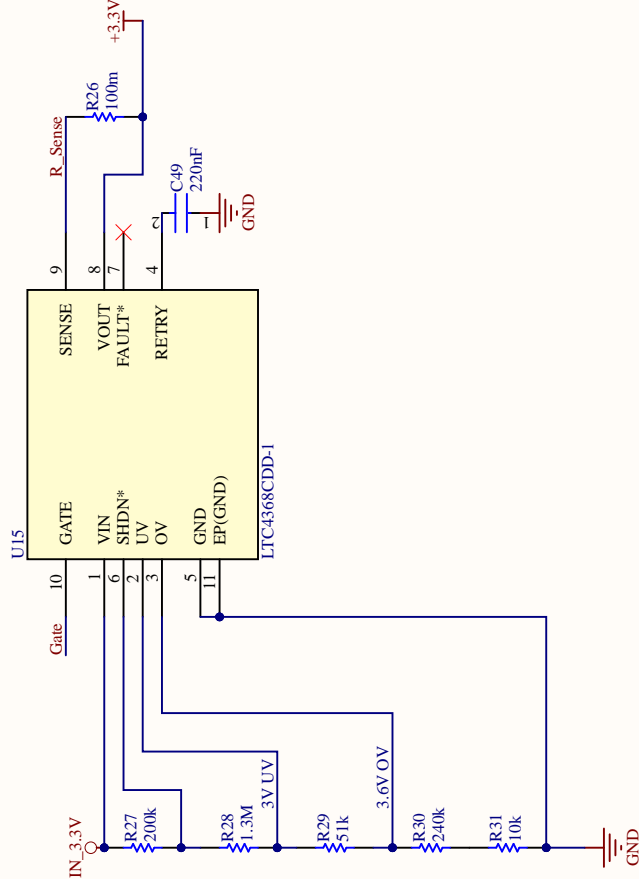 +3.3V
R26
100m
R_Sense
C49
220nF
2
1
GND
9
8
7
4
SENSE
VOUT
FAULT*
RETRY
U15
GATE
VIN
SHDN*
UV
OV
GND
EP(GND)
LTC4368CDD-1
10
1
6
2
3
5
11
Gate
3V UV
3.6V OV
IN_3.3V
R27
200k
R28
1.3M
R29
51k
R30
240k
R31
10k
GND